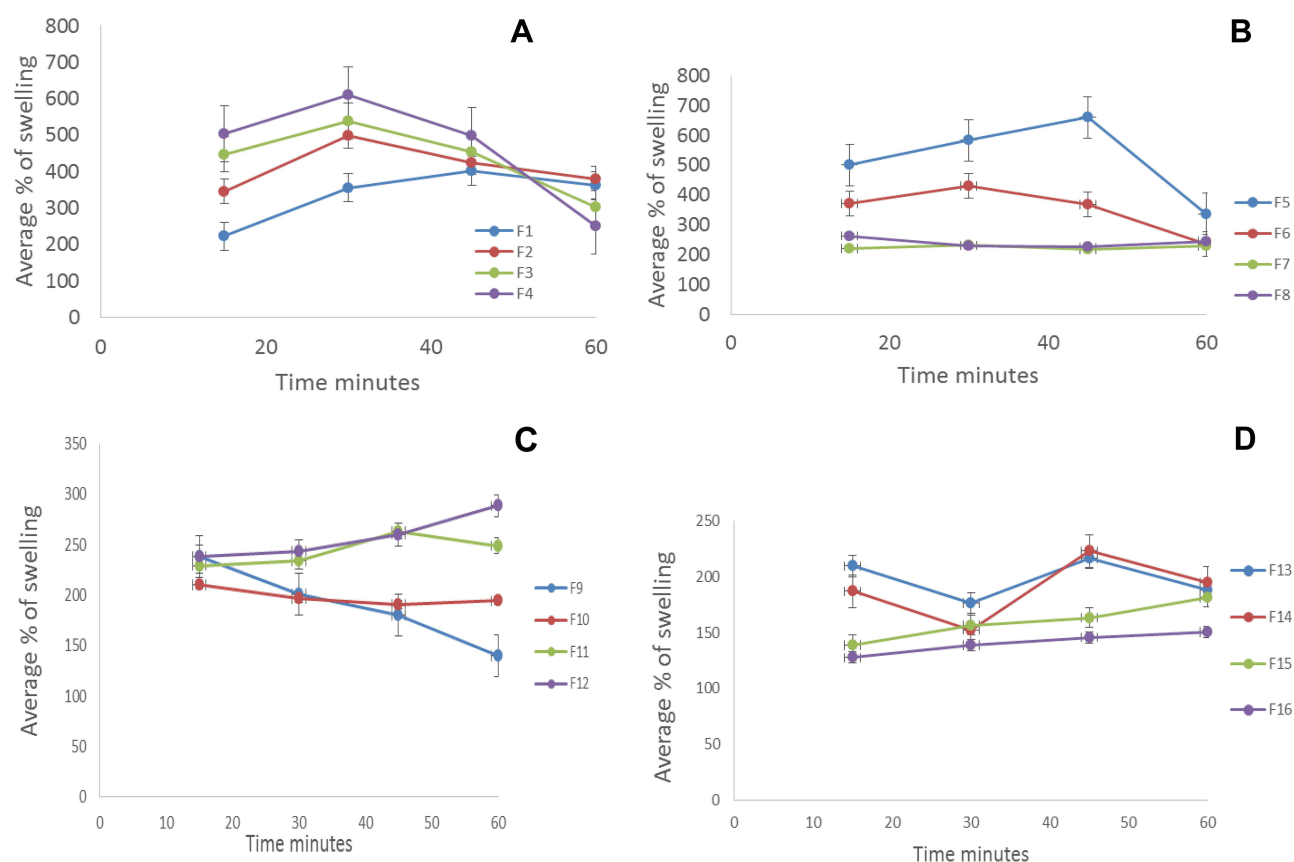 A
Average % of swelling
800
700
600
500
400
300
200
100
0
0 20 40 60
Time minutes
F1
F2
F3
F4
B
Average % of swelling
800
700
600
500
400
300
200
100
0
0 20 40 60
Time minutes
F5
F6
F7
F8
C
Average % of swelling
350
300
250
200
150
100
50
0
0 10 20 30 40 50 60
Time minutes
F9
F10
F11
F12
D
Average % of swelling
250
200
150
100
50
0
0 10 20 30 40 50 60
Time minutes
F13
F14
F15
F16